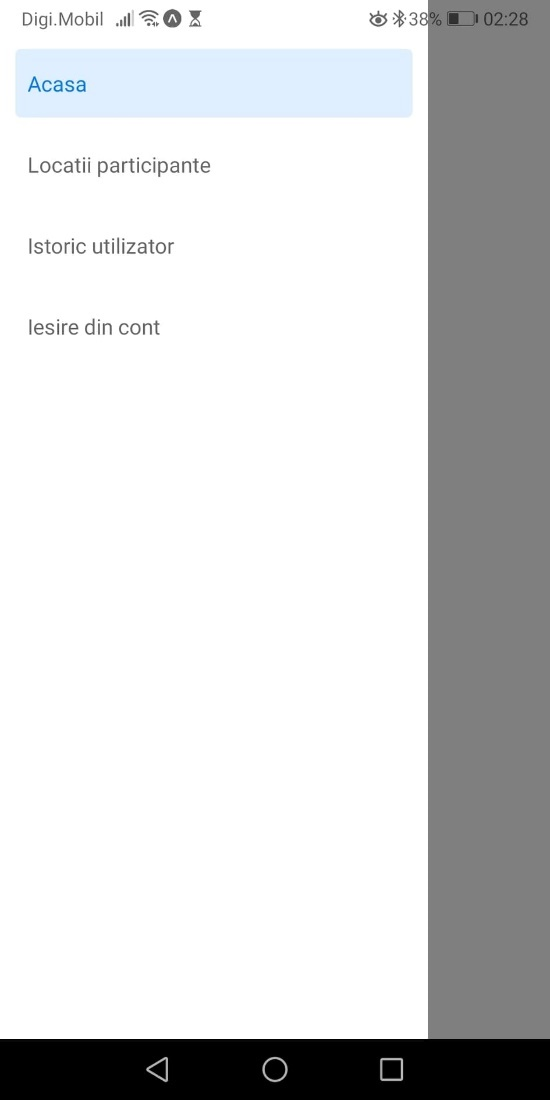 Digi.Mobil 38% 02:28
Acasa
Locatii participante
Istoric utilizator
Iesire din cont